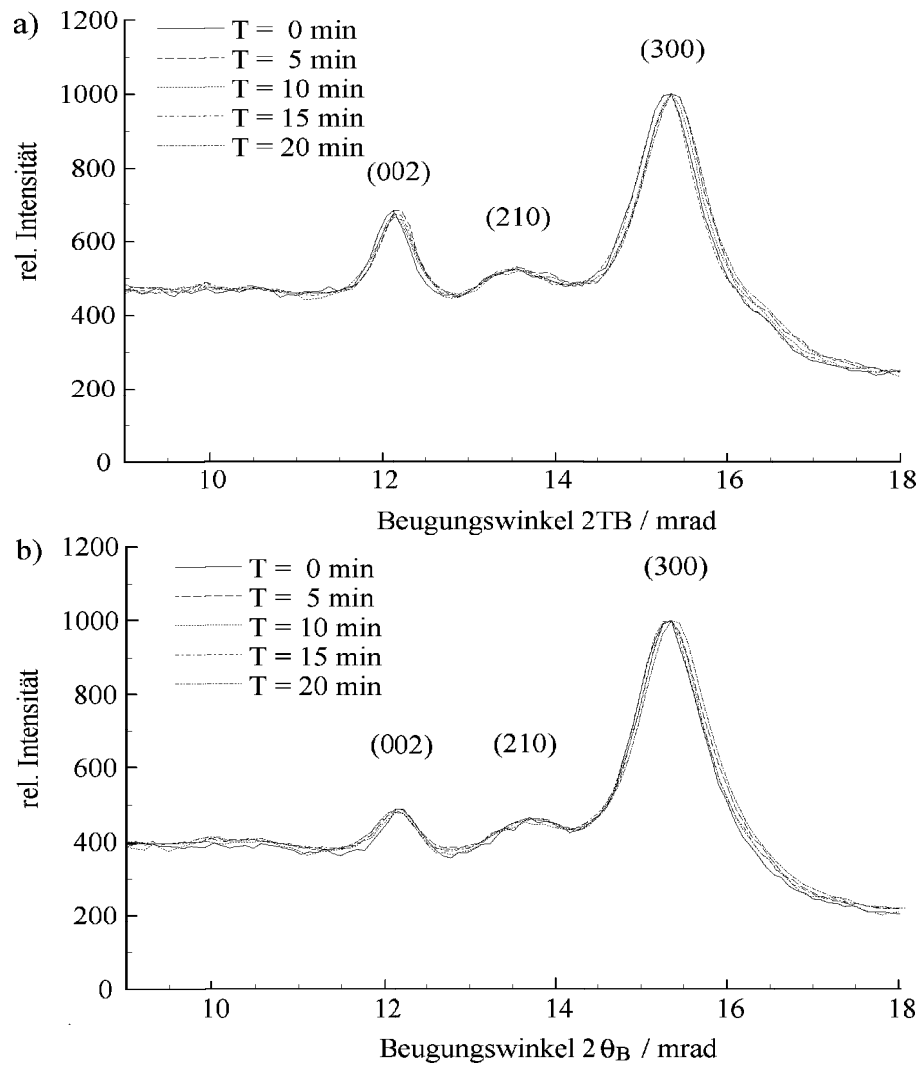 a)
1200
1000
800
600
400
200
0
rel. Intensität
T = 0 min
T = 5 min
T = 10 min
T = 15 min
T = 20 min
(002)
(210)
(300)
10 12 14 16 18
Beugungswinkel 2TB / mrad
b)
1200
1000
800
600
400
200
0
rel. Intensität
T = 0 min
T = 5 min
T = 10 min
T = 15 min
T = 20 min
(002)
(210)
(300)
10 12 14 16 18
Beugungswinkel 2θB / mrad